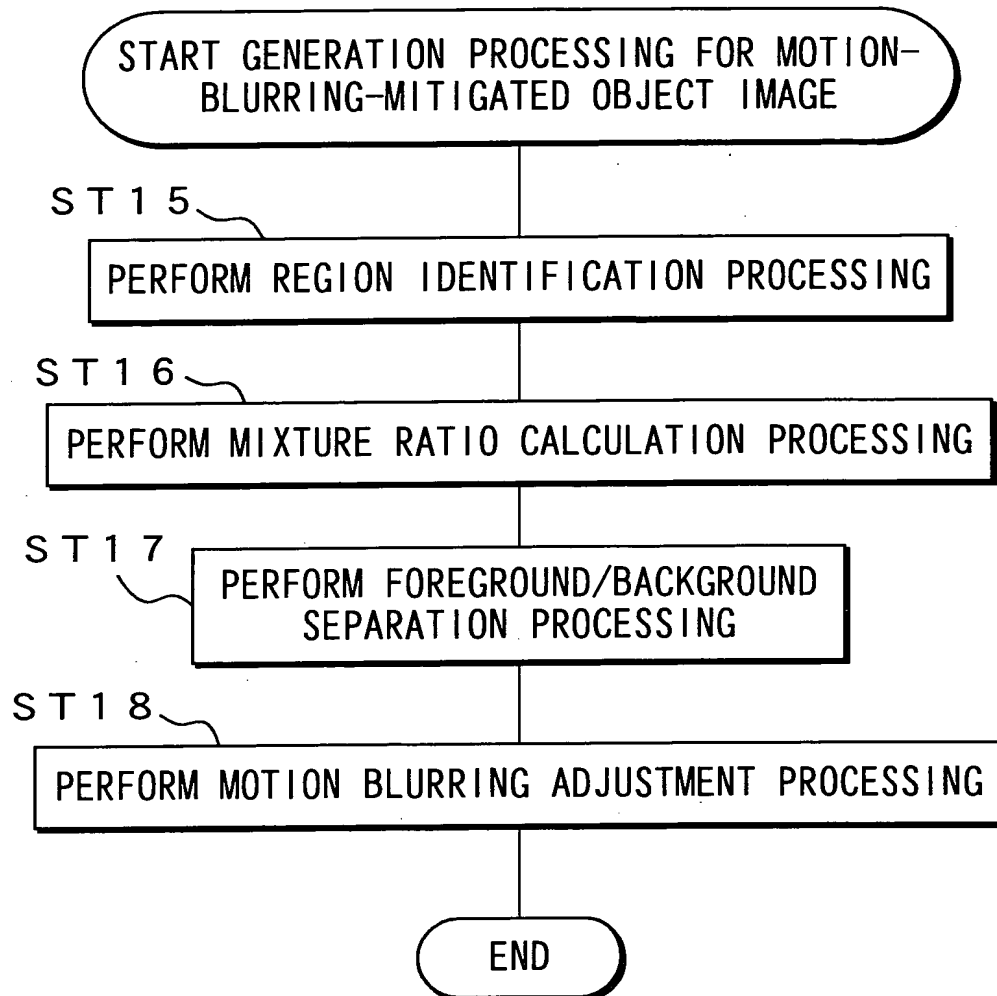 START GENERATION PROCESSING FOR MOTION-
BLURRING-MITIGATED OBJECT IMAGE
ST15
PERFORM REGION IDENTIFICATION PROCESSING
ST16
PERFORM MIXTURE RATIO CALCULATION PROCESSING
ST17
PERFORM FOREGROUND/BACKGROUND
SEPARATION PROCESSING
ST18
PERFORM MOTION BLURRING ADJUSTMENT PROCESSING
END